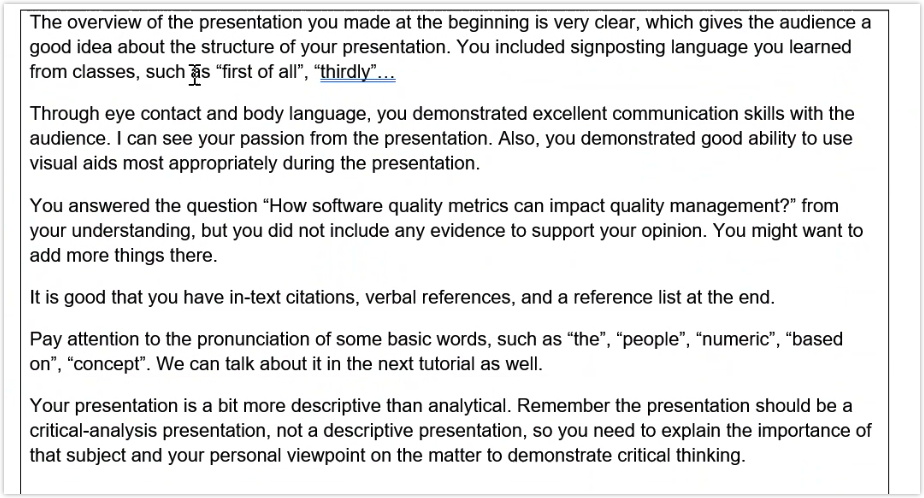 The overview of the presentation you made at the beginning is very clear, which gives the audience a
good idea about the structure of your presentation. You included signposting language you learned
from classes, such as “first of all”, “thirdly”…
Through eye contact and body language, you demonstrated excellent communication skills with the
audience. I can see your passion from the presentation. Also, you demonstrated good ability to use
visual aids most appropriately during the presentation.
You answered the question “How software quality metrics can impact quality management?” from
your understanding, but you did not include any evidence to support your opinion. You might want to
add more things there.
It is good that you have in-text citations, verbal references, and a reference list at the end.
Pay attention to the pronunciation of some basic words, such as “the”, “people”, “numeric”, “based
on”, “concept”. We can talk about it in the next tutorial as well.
Your presentation is a bit more descriptive than analytical. Remember the presentation should be a
critical-analysis presentation, not a descriptive presentation, so you need to explain the importance of
that subject and your personal viewpoint on the matter to demonstrate critical thinking.